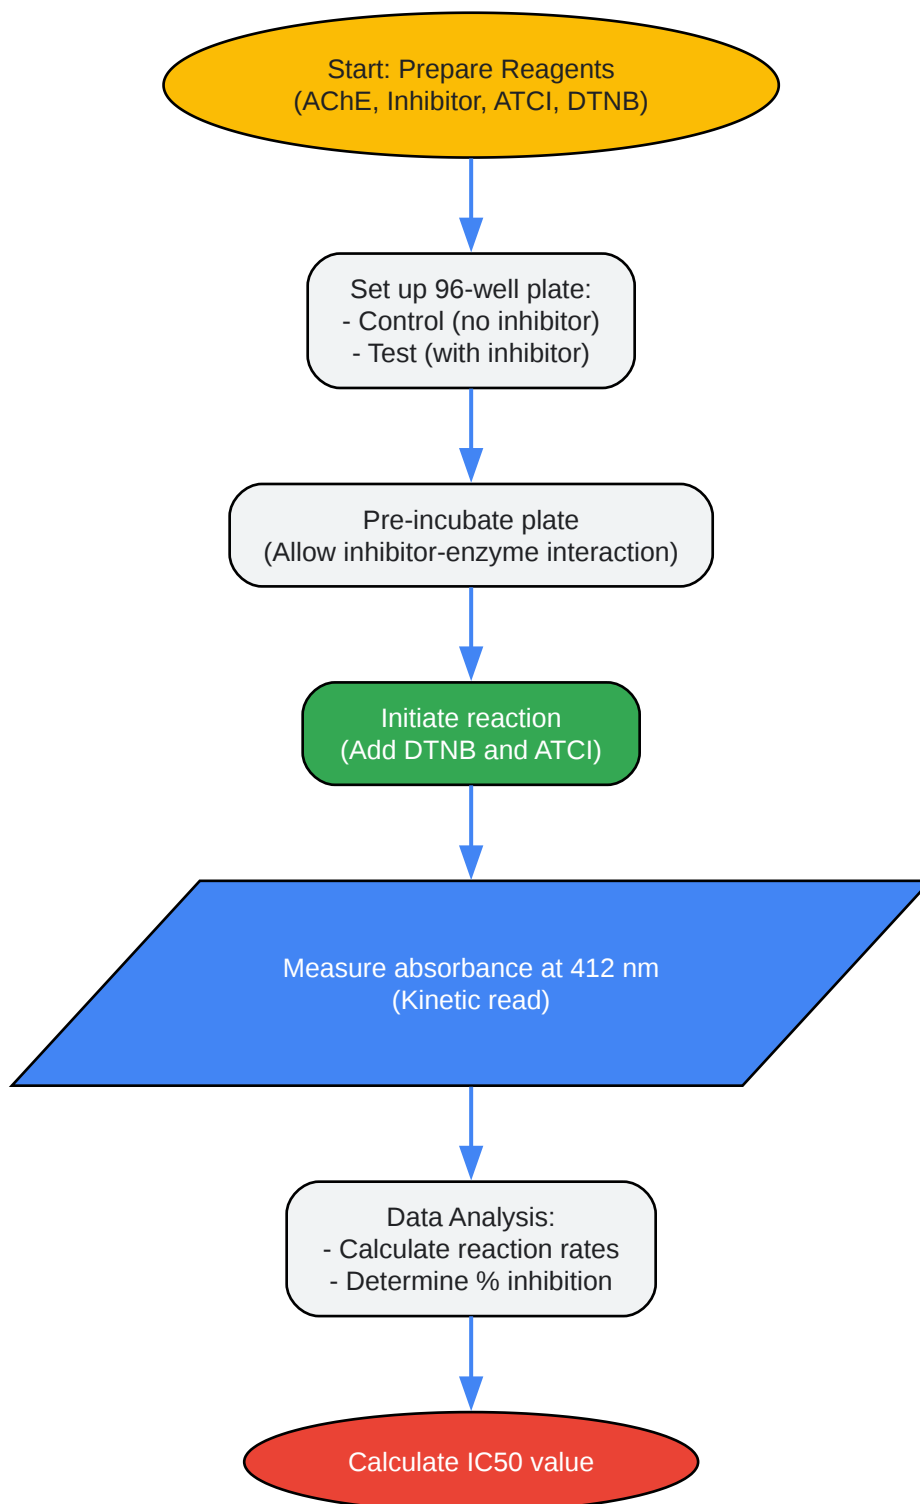 Start: Prepare Reagents
(AChE, Inhibitor, ATCI, DTNB)
Set up 96-well plate:
- Control (no inhibitor)
- Test (with inhibitor)
Pre-incubate plate
(Allow inhibitor-enzyme interaction)
Initiate reaction
(Add DTNB and ATCI)
Measure absorbance at 412 nm
(Kinetic read)
Data Analysis:
- Calculate reaction rates
- Determine % inhibition
Calculate IC50 value